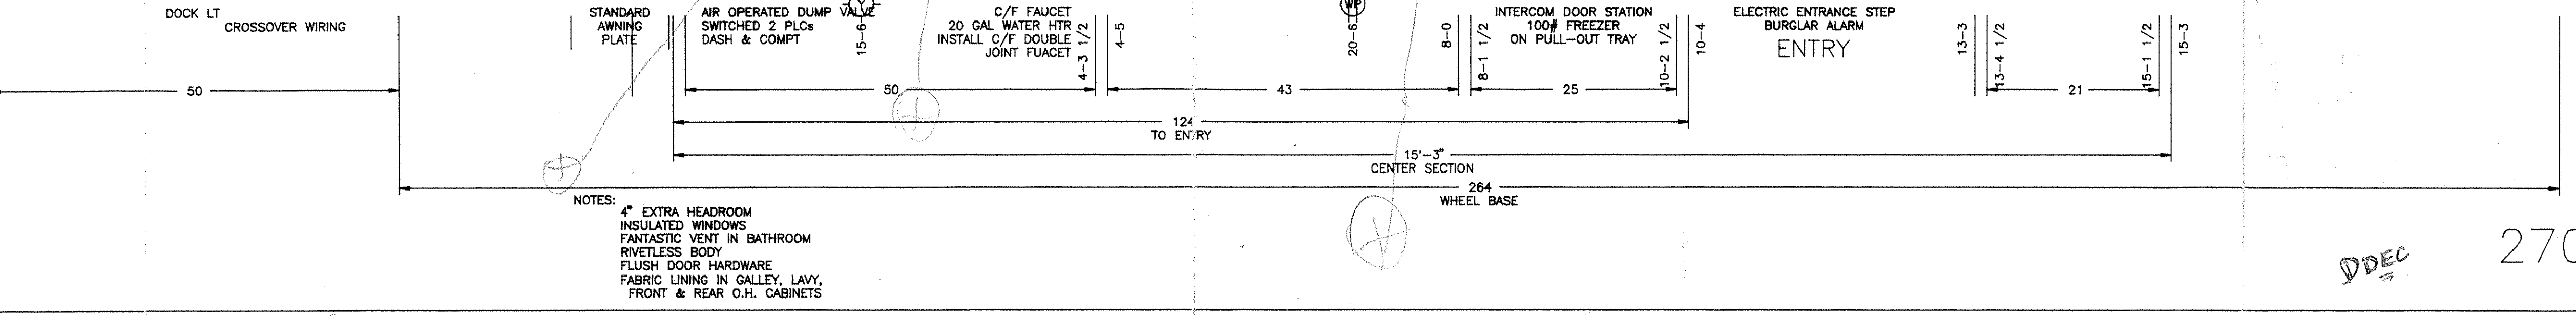 DOCK LT
CROSSOVER WIRING
STANDARD
AWNING
PLATE
AIR OPERATED DUMP VALVE
SWITCHED 2 PLCs
DASH & COMPT
Y
15-6
C/F FAUCET
20 GAL WATER HTR
INSTALL C/F DOUBLE
JOINT FUACET
4-3 1/2
4-5
WP
20-6
8-0
8-1 1/2
INTERCOM DOOR STATION
100# FREEZER
ON PULL-OUT TRAY
10-2 1/2
10-4
ELECTRIC ENTRANCE STEP
BURGLAR ALARM
ENTRY
13-3
13-4 1/2
15-1 1/2
15-3
50
50
43
25
21
124
TO ENTRY
15'-3"
CENTER SECTION
264
WHEEL BASE
NOTES:
4" EXTRA HEADROOM
INSULATED WINDOWS
FANTASTIC VENT IN BATHROOM
RIVETLESS BODY
FLUSH DOOR HARDWARE
FABRIC LINING IN GALLEY, LAVY,
FRONT & REAR O.H. CABINETS
DDEC
270